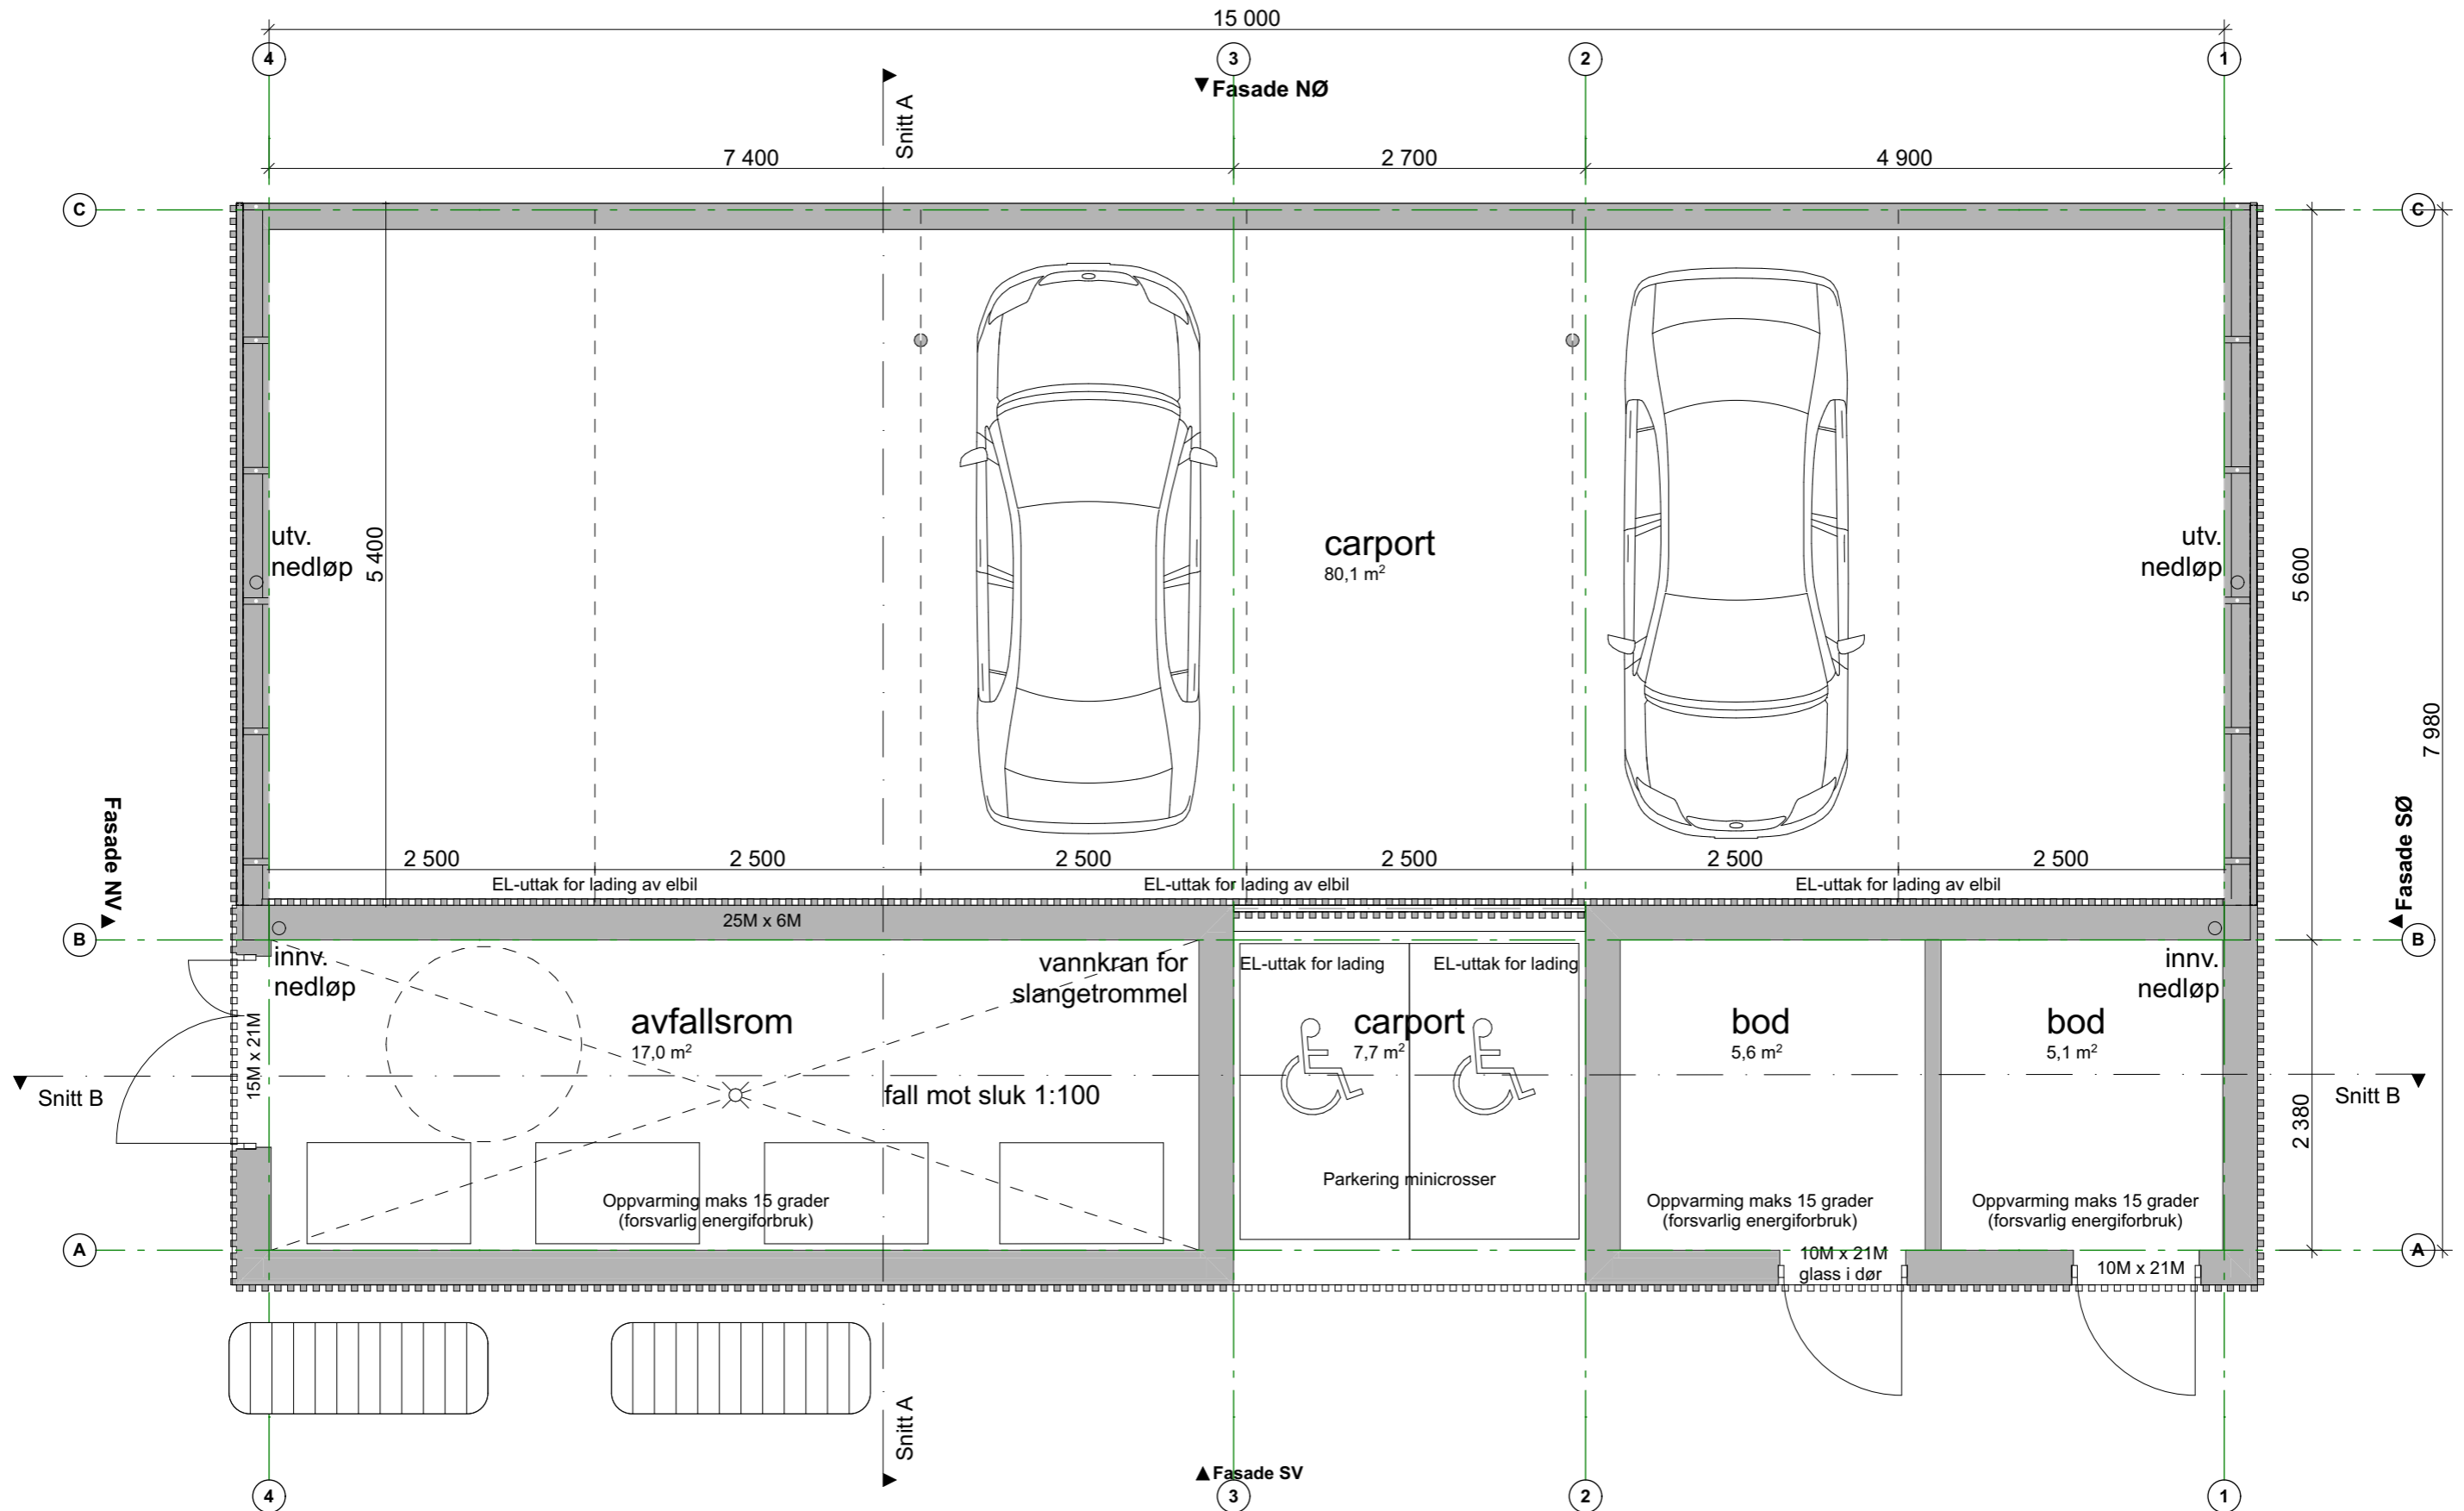 15 000
4
3
2
1
Fasade NØ
Snitt A
7 400
2 700
4 900
C
C
utv.
nedløp
5 400
carport
80,1 m²
utv.
nedløp
5 600
7 980
Fasade NV
Fasade SØ
2 500
2 500
2 500
2 500
2 500
2 500
EL-uttak for lading av elbil
EL-uttak for lading av elbil
EL-uttak for lading av elbil
25M x 6M
B
B
innv.
nedløp
vannkran for
slangetrommel
EL-uttak for lading
EL-uttak for lading
innv.
nedløp
avfallsrom
17,0 m²
carport
7,7 m²
bod
5,6 m²
bod
5,1 m²
15M x 21M
Snitt B
fall mot sluk 1:100
Snitt B
2 380
Parkering minicrosser
Oppvarming maks 15 grader
(forsvarlig energiforbruk)
Oppvarming maks 15 grader
(forsvarlig energiforbruk)
Oppvarming maks 15 grader
(forsvarlig energiforbruk)
A
A
10M x 21M
glass i dør
10M x 21M
Snitt A
Fasade SV
4
3
2
1